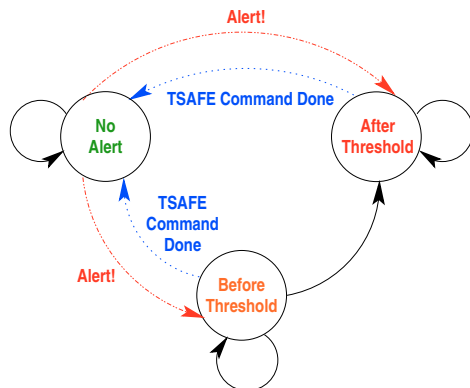 Alert!
TSAFE Command Done
No
Alert
After
Threshold
TSAFE
Command
Done
Alert!
Before
Threshold